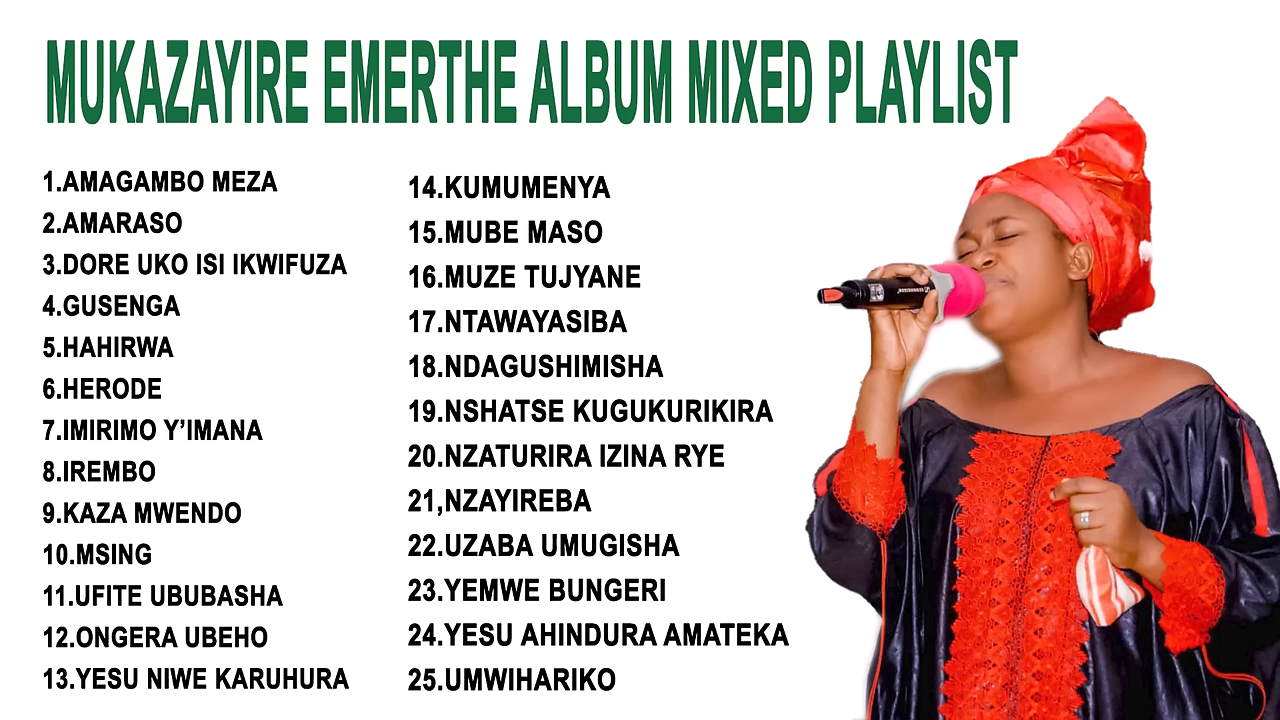 MUKAZAYIRE EMERTHE ALBUM MIXED PLAYLIST
1.AMAGAMBO MEZA
2.AMARASO
3.DORE UKO ISI IKWIFUZA
4.GUSENGA
5.HAHIRWA
6.HERODE
7.IMIRIMO Y’IMANA
8.IREMBO
9.KAZA MWENDO
10.MSING
11.UFITE UBUBASHA
12.ONGERA UBEHO
13.YESU NIWE KARUHURA
14.KUMUMENYA
15.MUBE MASO
16.MUZE TUJYANE
17.NTAWAYASIBA
18.NDAGUSHIMISHA
19.NSHATSE KUGUKURIKIRA
20.NZATURIRA IZINA RYE
21,NZAYIREBA
22.UZABA UMUGISHA
23.YEMWE BUNGERI
24.YESU AHINDURA AMATEKA
25.UMWIHARIKO
SENNHEISER